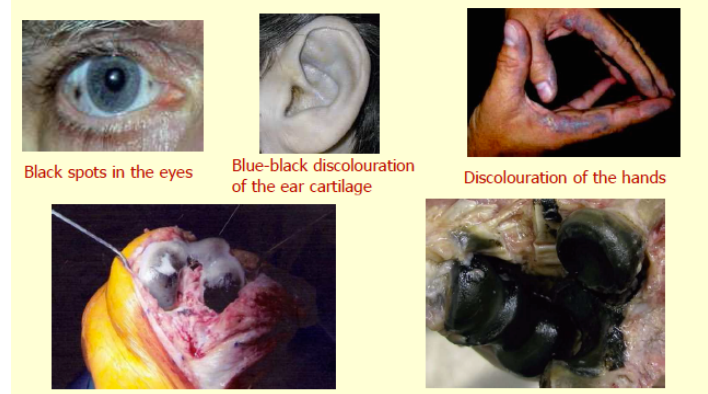 Black spots in the eyes
Blue-black discolouration
of the ear cartilage
Discolouration of the hands